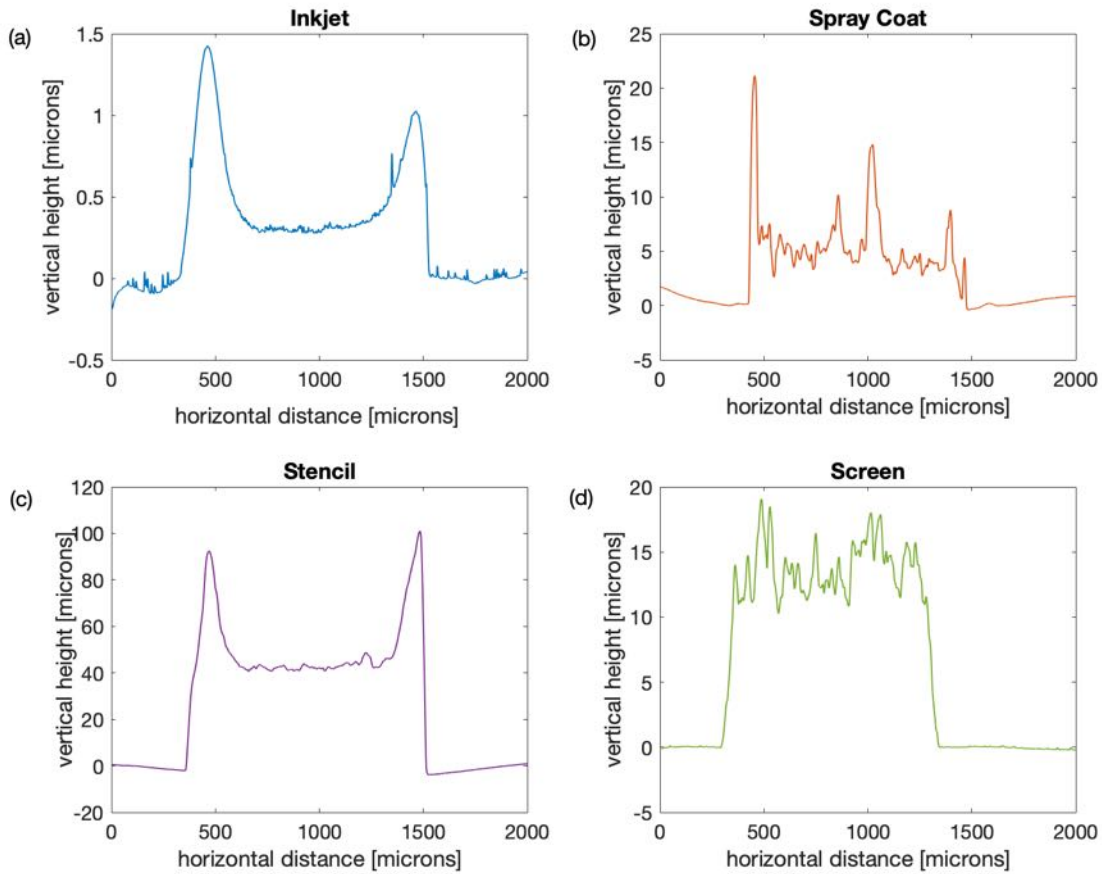 (a)
Inkjet
vertical height [microns]
1.5
1
0.5
0
-0.5
0 500 1000 1500 2000
horizontal distance [microns]
(b)
Spray Coat
vertical height [microns]
25
20
15
10
5
0
-5
0 500 1000 1500 2000
horizontal distance [microns]
(c)
Stencil
vertical height [microns]
120
100
80
60
40
20
0
-20
0 500 1000 1500 2000
horizontal distance [microns]
(d)
Screen
vertical height [microns]
20
15
10
5
0
-5
0 500 1000 1500 2000
horizontal distance [microns]